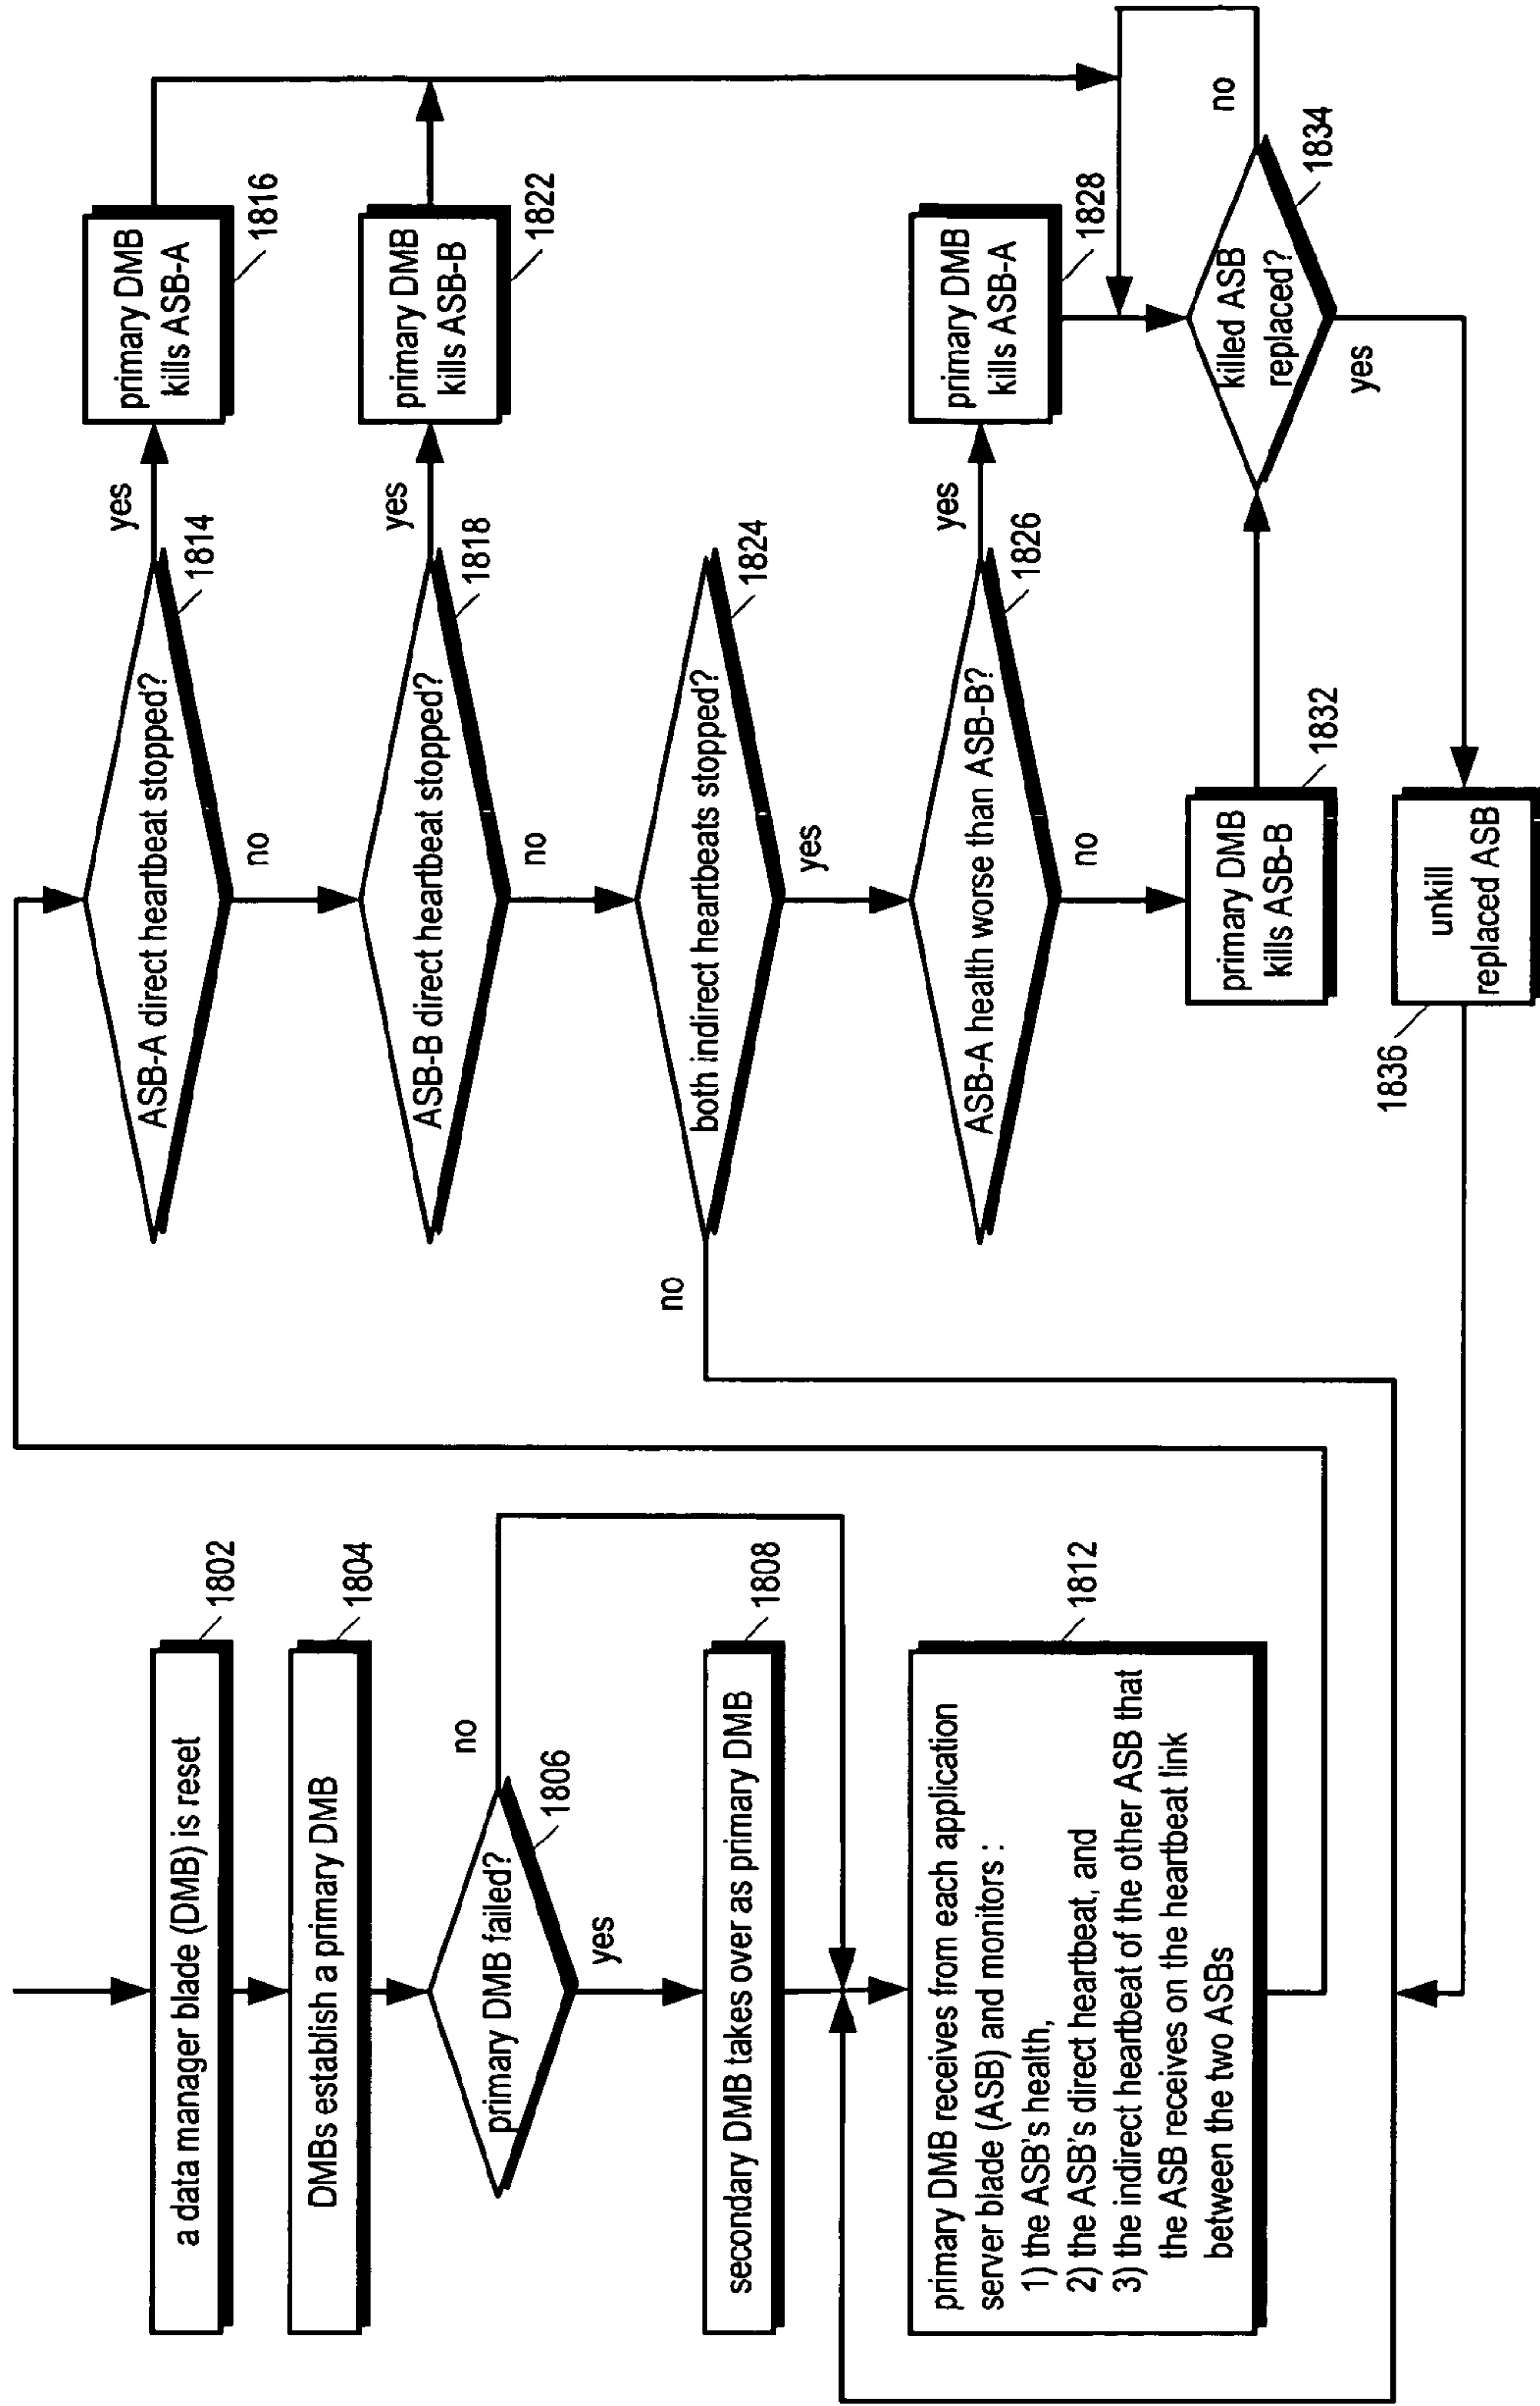 a data manager blade (DMB) is reset
1802
DMBs establish a primary DMB
1804
primary DMB failed?
1806
no
yes
secondary DMB takes over as primary DMB
1808
primary DMB receives from each application
server blade (ASB) and monitors :
1) the ASB's health,
2) the ASB's direct heartbeat, and
3) the indirect heartbeat of the other ASB that
the ASB receives on the heartbeat link
between the two ASBs
1812
ASB-A direct heartbeat stopped?
1814
yes
no
primary DMB
kills ASB-A
1816
ASB-B direct heartbeat stopped?
1818
yes
no
primary DMB
kills ASB-B
1822
both indirect heartbeats stopped?
1824
no
yes
ASB-A health worse than ASB-B?
1826
yes
no
primary DMB
kills ASB-A
1828
primary DMB
kills ASB-B
1832
killed ASB
replaced?
1834
no
yes
unkill
replaced ASB
1836